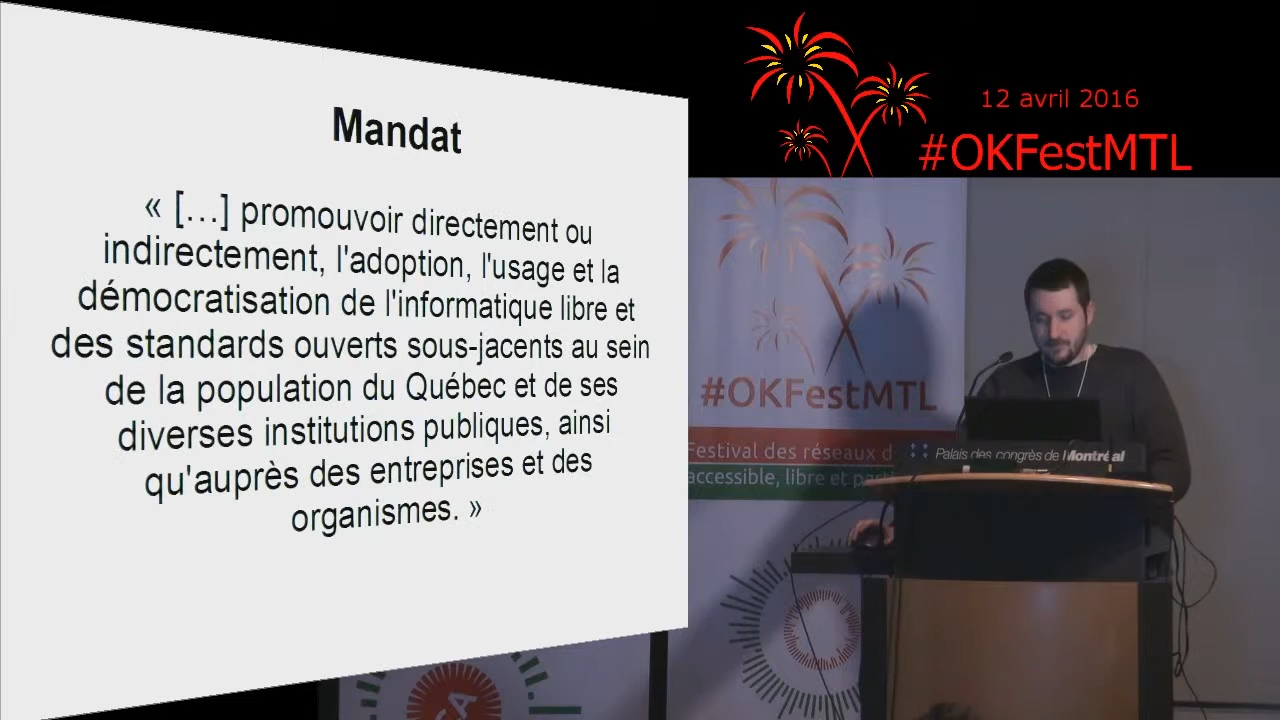 Mandat
« [...] promouvoir directement ou
indirectement, l'adoption, l'usage et la
démocratisation de l'informatique libre et
des standards ouverts sous-jacents au sein
de la population du Québec et de ses
diverses institutions publiques, ainsi
qu'auprès des entreprises et des
organismes. »
12 avril 2016
#OKFestMTL
#OKFestMTL
Festival des réseaux d
accessible, libre et
Palais des congrès de Montréal